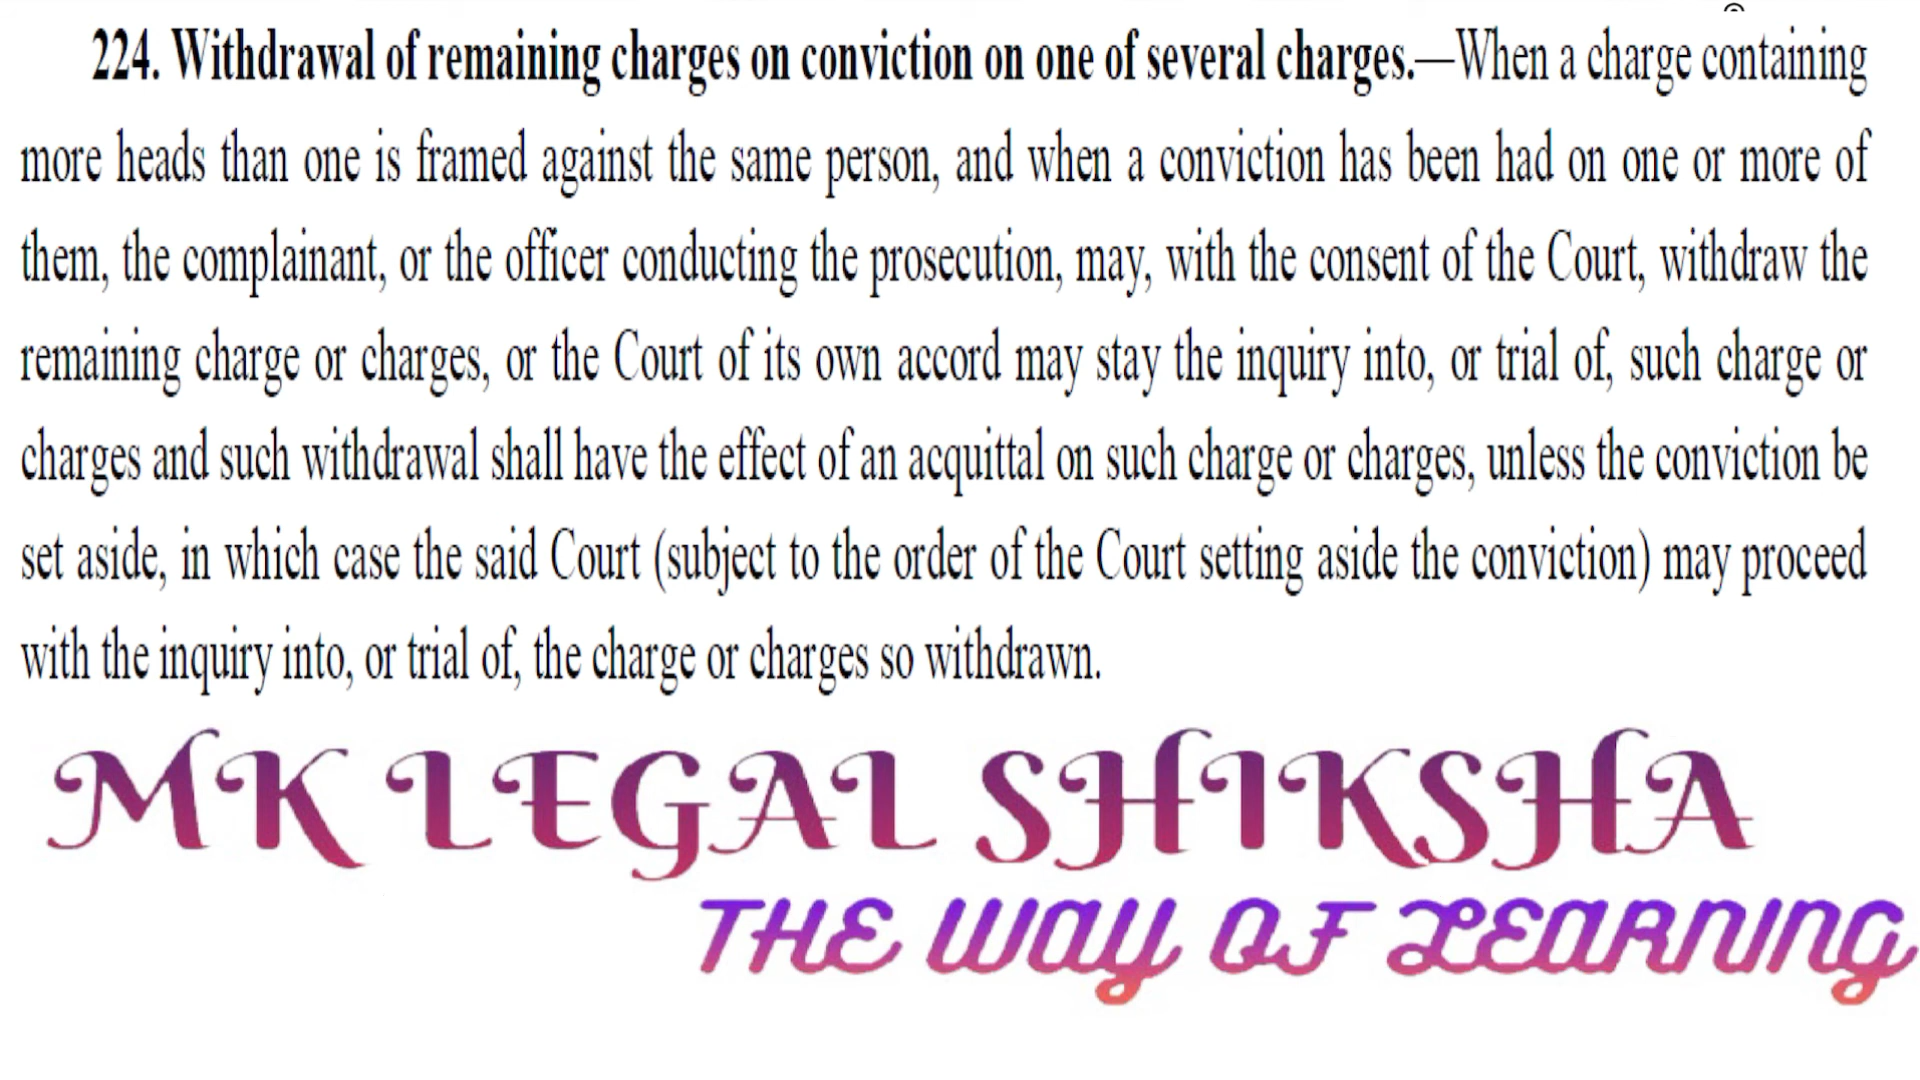 224. Withdrawal of remaining charges on conviction on one of several charges.—When a charge containing
more heads than one is framed against the same person, and when a conviction has been had on one or more of
them, the complainant, or the officer conducting the prosecution, may, with the consent of the Court, withdraw the
remaining charge or charges, or the Court of its own accord may stay the inquiry into, or trial of, such charge or
charges and such withdrawal shall have the effect of an acquittal on such charge or charges, unless the conviction be
set aside, in which case the said Court (subject to the order of the Court setting aside the conviction) may proceed
with the inquiry into, or trial of, the charge or charges so withdrawn.
MK LEGAL SHIKSHA
THE WAY OF LEARNING